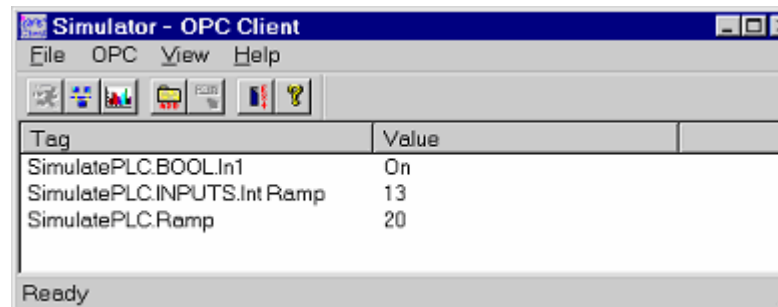 Simulator - OPC Client
File OPC View Help
Tag Value
SimulatePLC.BOOL.In1 On
SimulatePLC.INPUTS.Int Ramp 13
SimulatePLC.Ramp 20
Ready